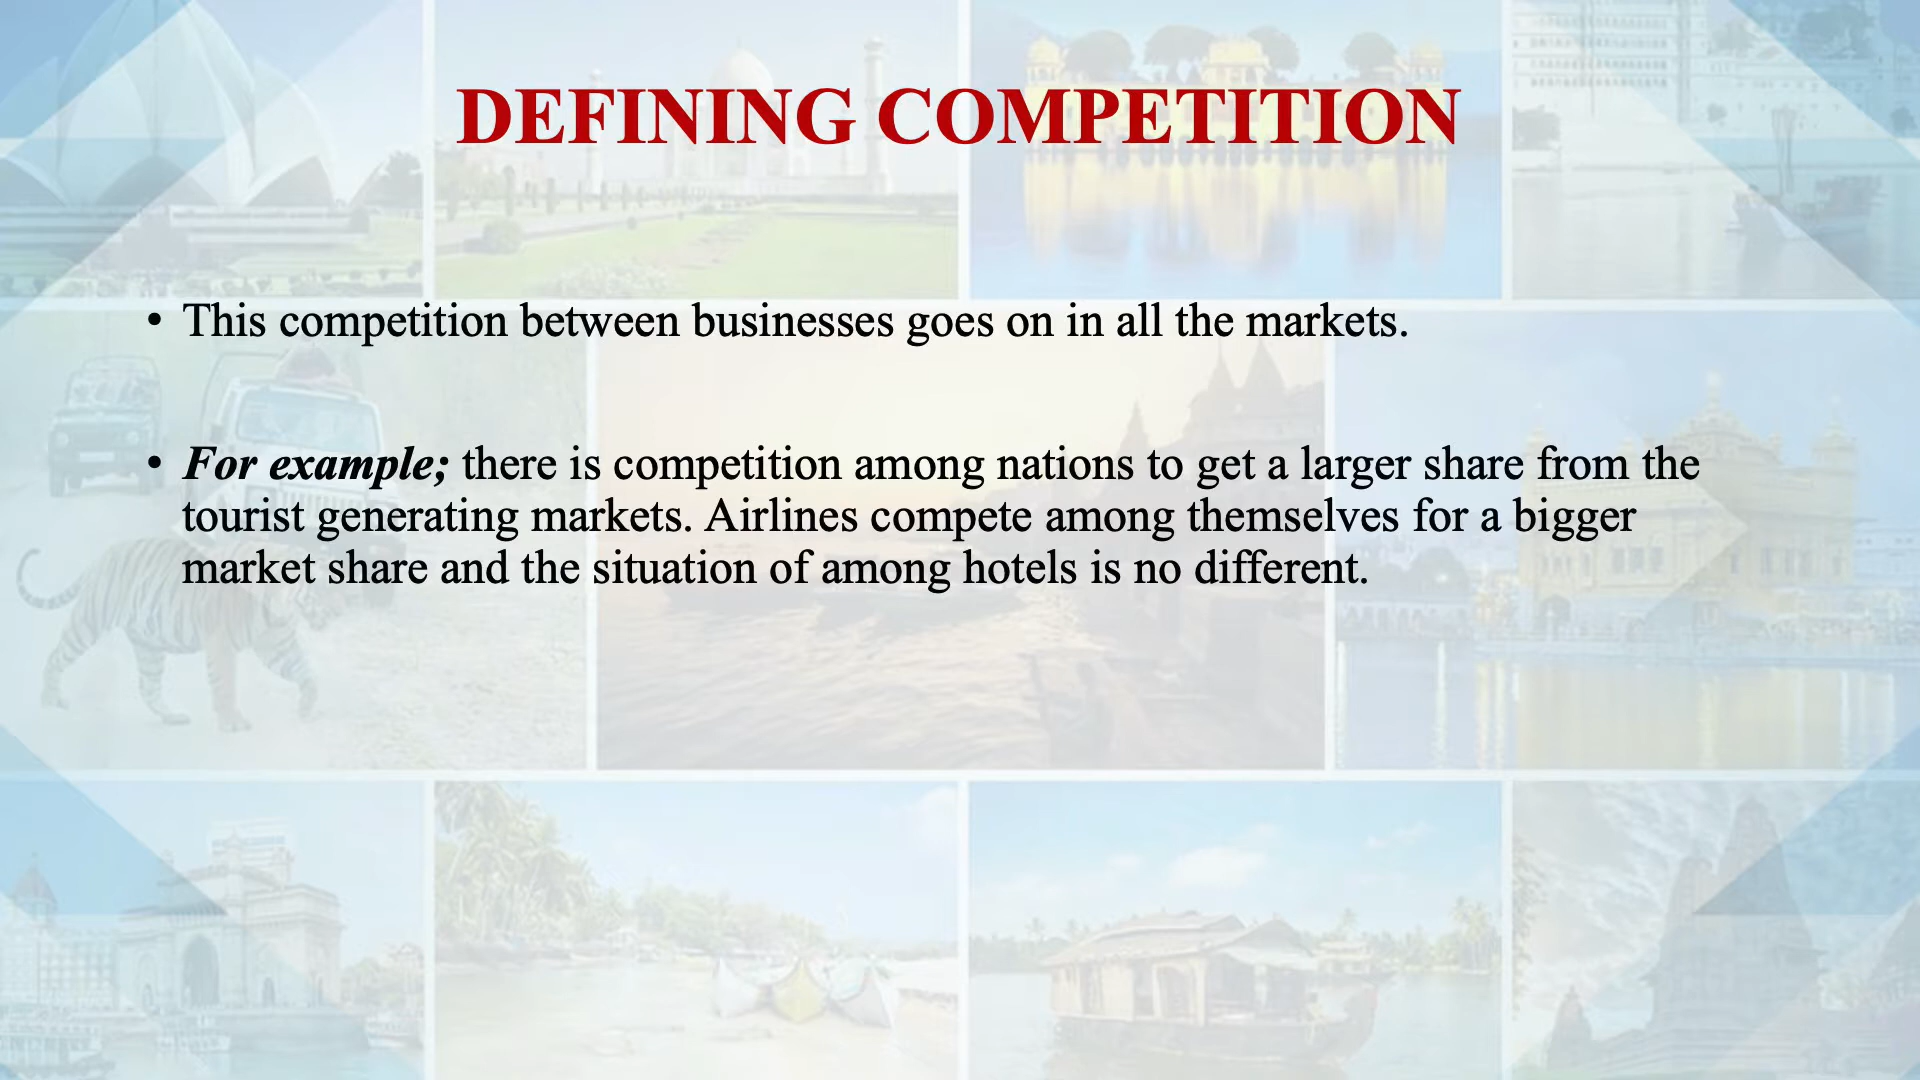 DEFINING COMPETITION
• This competition between businesses goes on in all the markets.
• For example; there is competition among nations to get a larger share from the
tourist generating markets. Airlines compete among themselves for a bigger
market share and the situation of among hotels is no different.